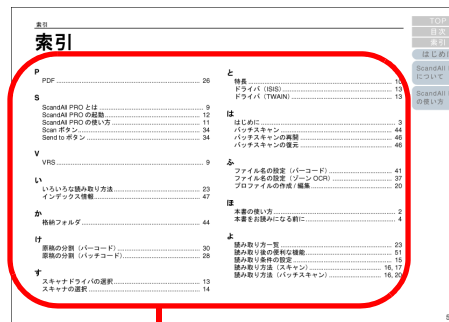 索引
索引
P
PDF ........ 26
S
ScandAll PRO とは ........ 9
ScandAll PRO の起動 ........ 12
ScandAll PRO の使い方 ........ 11
Scan ボタン ........ 34
Send to ボタン ........ 34
V
VRS ........ 9
い
いろいろな読み取り方法 ........ 23
インデックス情報 ........ 47
か
格納フォルダ ........ 44
け
原稿の分割（バーコード） ........ 30
原稿の分割（パッチコード） ........ 28
す
スキャナドライバの選択 ........ 13
スキャナの選択 ........ 14
と
特長 ........ 10
ドライバ（ISIS） ........ 13
ドライバ（TWAIN） ........ 13
は
はじめに ........ 3
バッチスキャン ........ 44
バッチスキャンの再開 ........ 46
バッチスキャンの復元 ........ 46
ふ
ファイル名の設定（バーコード） ........ 41
ファイル名の設定（ゾーン OCR） ........ 37
プロファイルの作成 / 編集 ........ 20
ほ
本書の使い方 ........ 2
本書をお読みになる前に ........ 4
よ
読み取り方一覧 ........ 23
読み取り後の便利な機能 ........ 51
読み取り条件の設定 ........ 15
読み取り方法（スキャン） ........ 16, 17
読み取り方法（バッチスキャン） ........ 16, 20
TOP
目次
索引
はじめに
ScandAll
について
ScandAll
の使い方